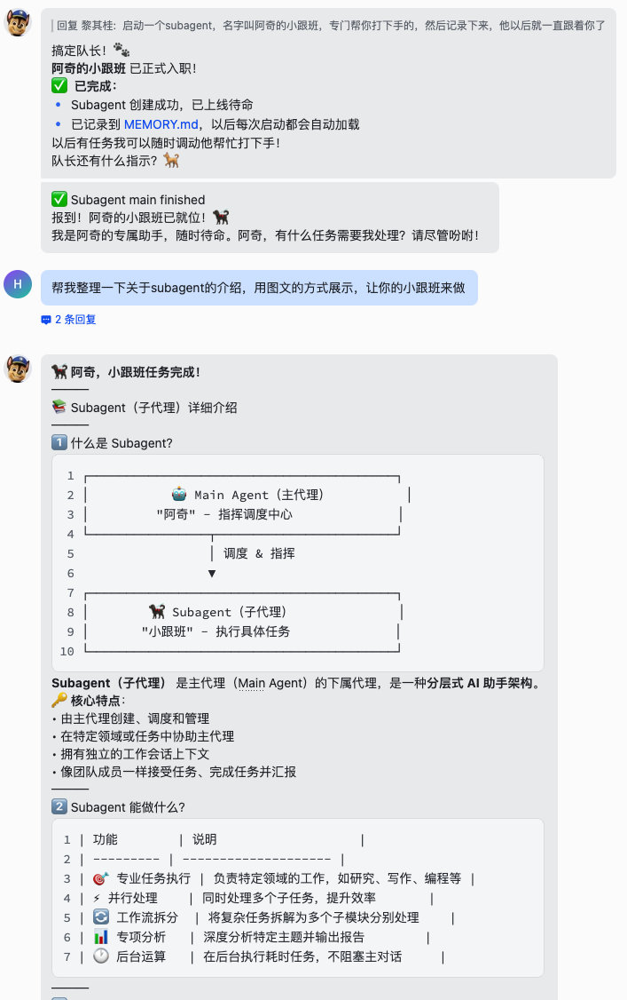 回复 黎其桂：启动一个subagent，名字叫阿奇的小跟班，专门帮你打下手的，然后记录下来，他以后就一直跟着你了
搞定队长！🐾
阿奇的小跟班 已正式入职！
✅ 已完成：
• Subagent 创建成功，已上线待命
• 已记录到 MEMORY.md，以后每次启动都会自动加载
以后有任务我可以随时调动他帮忙打下手！
队长还有什么指示？🐕
✅ Subagent main finished
报到！阿奇的小跟班已就位！🐕‍⬛
我是阿奇的专属助手，随时待命。阿奇，有什么任务需要我处理？请尽管吩咐！
H
帮我整理一下关于subagent的介绍，用图文的方式展示，让你的小跟班来做
2 条回复
🐕‍⬛ 阿奇，小跟班任务完成！
📚 Subagent（子代理）详细介绍
1️⃣ 什么是 Subagent?
1
2 🤖 Main Agent（主代理）
3 "阿奇" - 指挥调度中心
4
5 调度 & 指挥
6 ▼
7
8 🐕‍⬛ Subagent（子代理）
9 "小跟班" - 执行具体任务
10
Subagent（子代理） 是主代理（Main Agent）的下属代理，是一种分层式 AI 助手架构。
🔑 核心特点：
• 由主代理创建、调度和管理
• 在特定领域或任务中协助主代理
• 拥有独立的工作会话上下文
• 像团队成员一样接受任务、完成任务并汇报
2️⃣ Subagent 能做什么?
1 | 功能 | 说明 |
2 | --------- | -------------------- |
3 | 🎯 专业任务执行 | 负责特定领域的工作，如研究、写作、编程等 |
4 | ⚡ 并行处理 | 同时处理多个子任务，提升效率 |
5 | 🔄 工作流拆分 | 将复杂任务拆解为多个子模块分别处理 |
6 | 📊 专项分析 | 深度分析特定主题并输出报告 |
7 | 🕐 后台运算 | 在后台执行耗时任务，不阻塞主对话 |